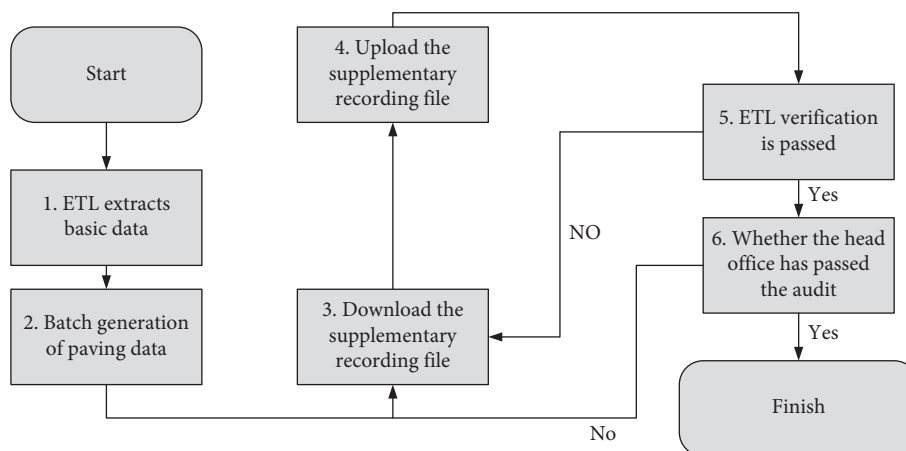 Start
1. ETL extracts
basic data
2. Batch generation
of paving data
4. Upload the
supplementary
recording file
3. Download the
supplementary
recording file
NO
5. ETL verification
is passed
Yes
6. Whether the head
office has passed
the audit
Yes
No
Finish